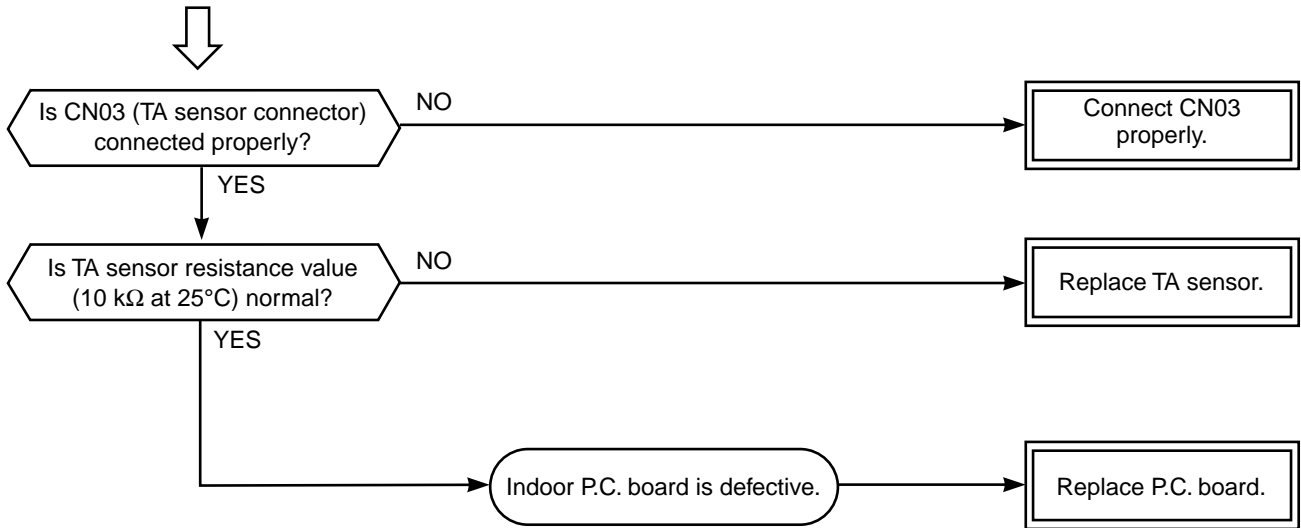 Is CN03 (TA sensor connector)
connected properly?
NO
Connect CN03
properly.
YES
Is TA sensor resistance value
(10 kΩ at 25°C) normal?
NO
Replace TA sensor.
YES
Indoor P.C. board is defective.
Replace P.C. board.